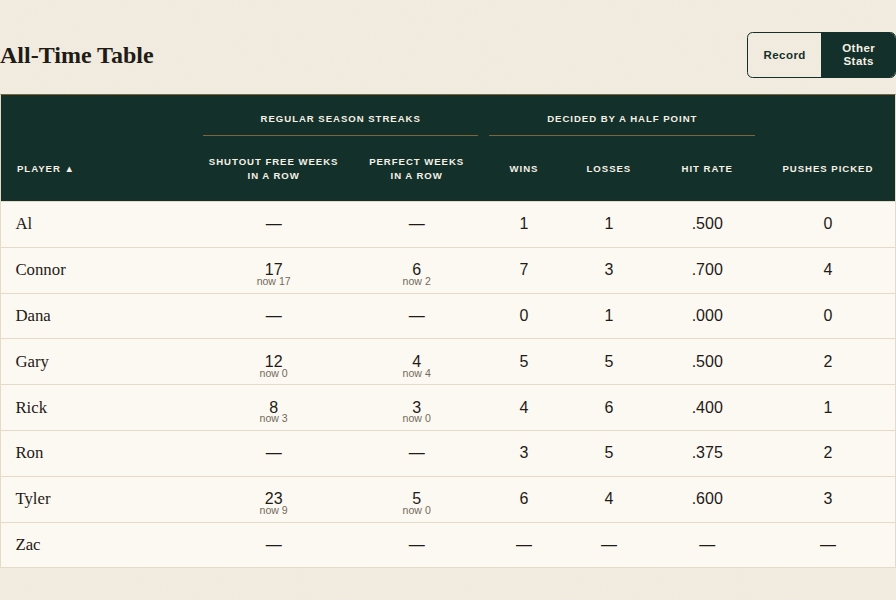 All-Time Table
Record
Other
Stats
REGULAR SEASON STREAKS DECIDED BY A HALF POINT
PLAYER ▲ SHUTOUT FREE WEEKS IN A ROW PERFECT WEEKS IN A ROW WINS LOSSES HIT RATE PUSHES PICKED
Al — — 1 1 .500 0
Connor 17 6 7 3 .700 4
now 17 now 2
Dana — — 0 1 .000 0
Gary 12 4 5 5 .500 2
now 0 now 4
Rick 8 3 4 6 .400 1
now 3 now 0
Ron — — 3 5 .375 2
Tyler 23 5 6 4 .600 3
now 9 now 0
Zac — — — — — —